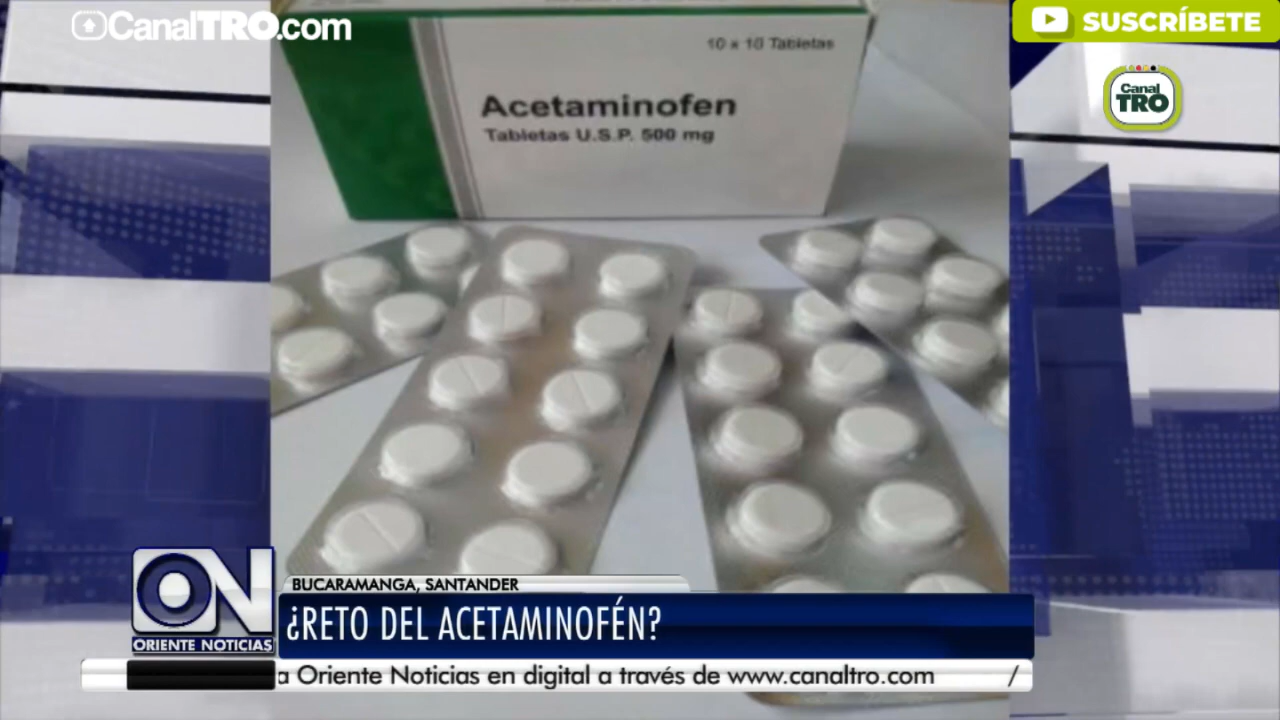 CanalTRO.com
SUSCRÍBETE
Canal
TRO
10 x 10 Tabletas
Acetaminofen
Tabletas U.S.P. 500 mg
ON
ORIENTE NOTICIAS
BUCARAMANGA, SANTANDER
¿RETO DEL ACETAMINOFÉN?
a Oriente Noticias en digital a través de www.canaltro.com /